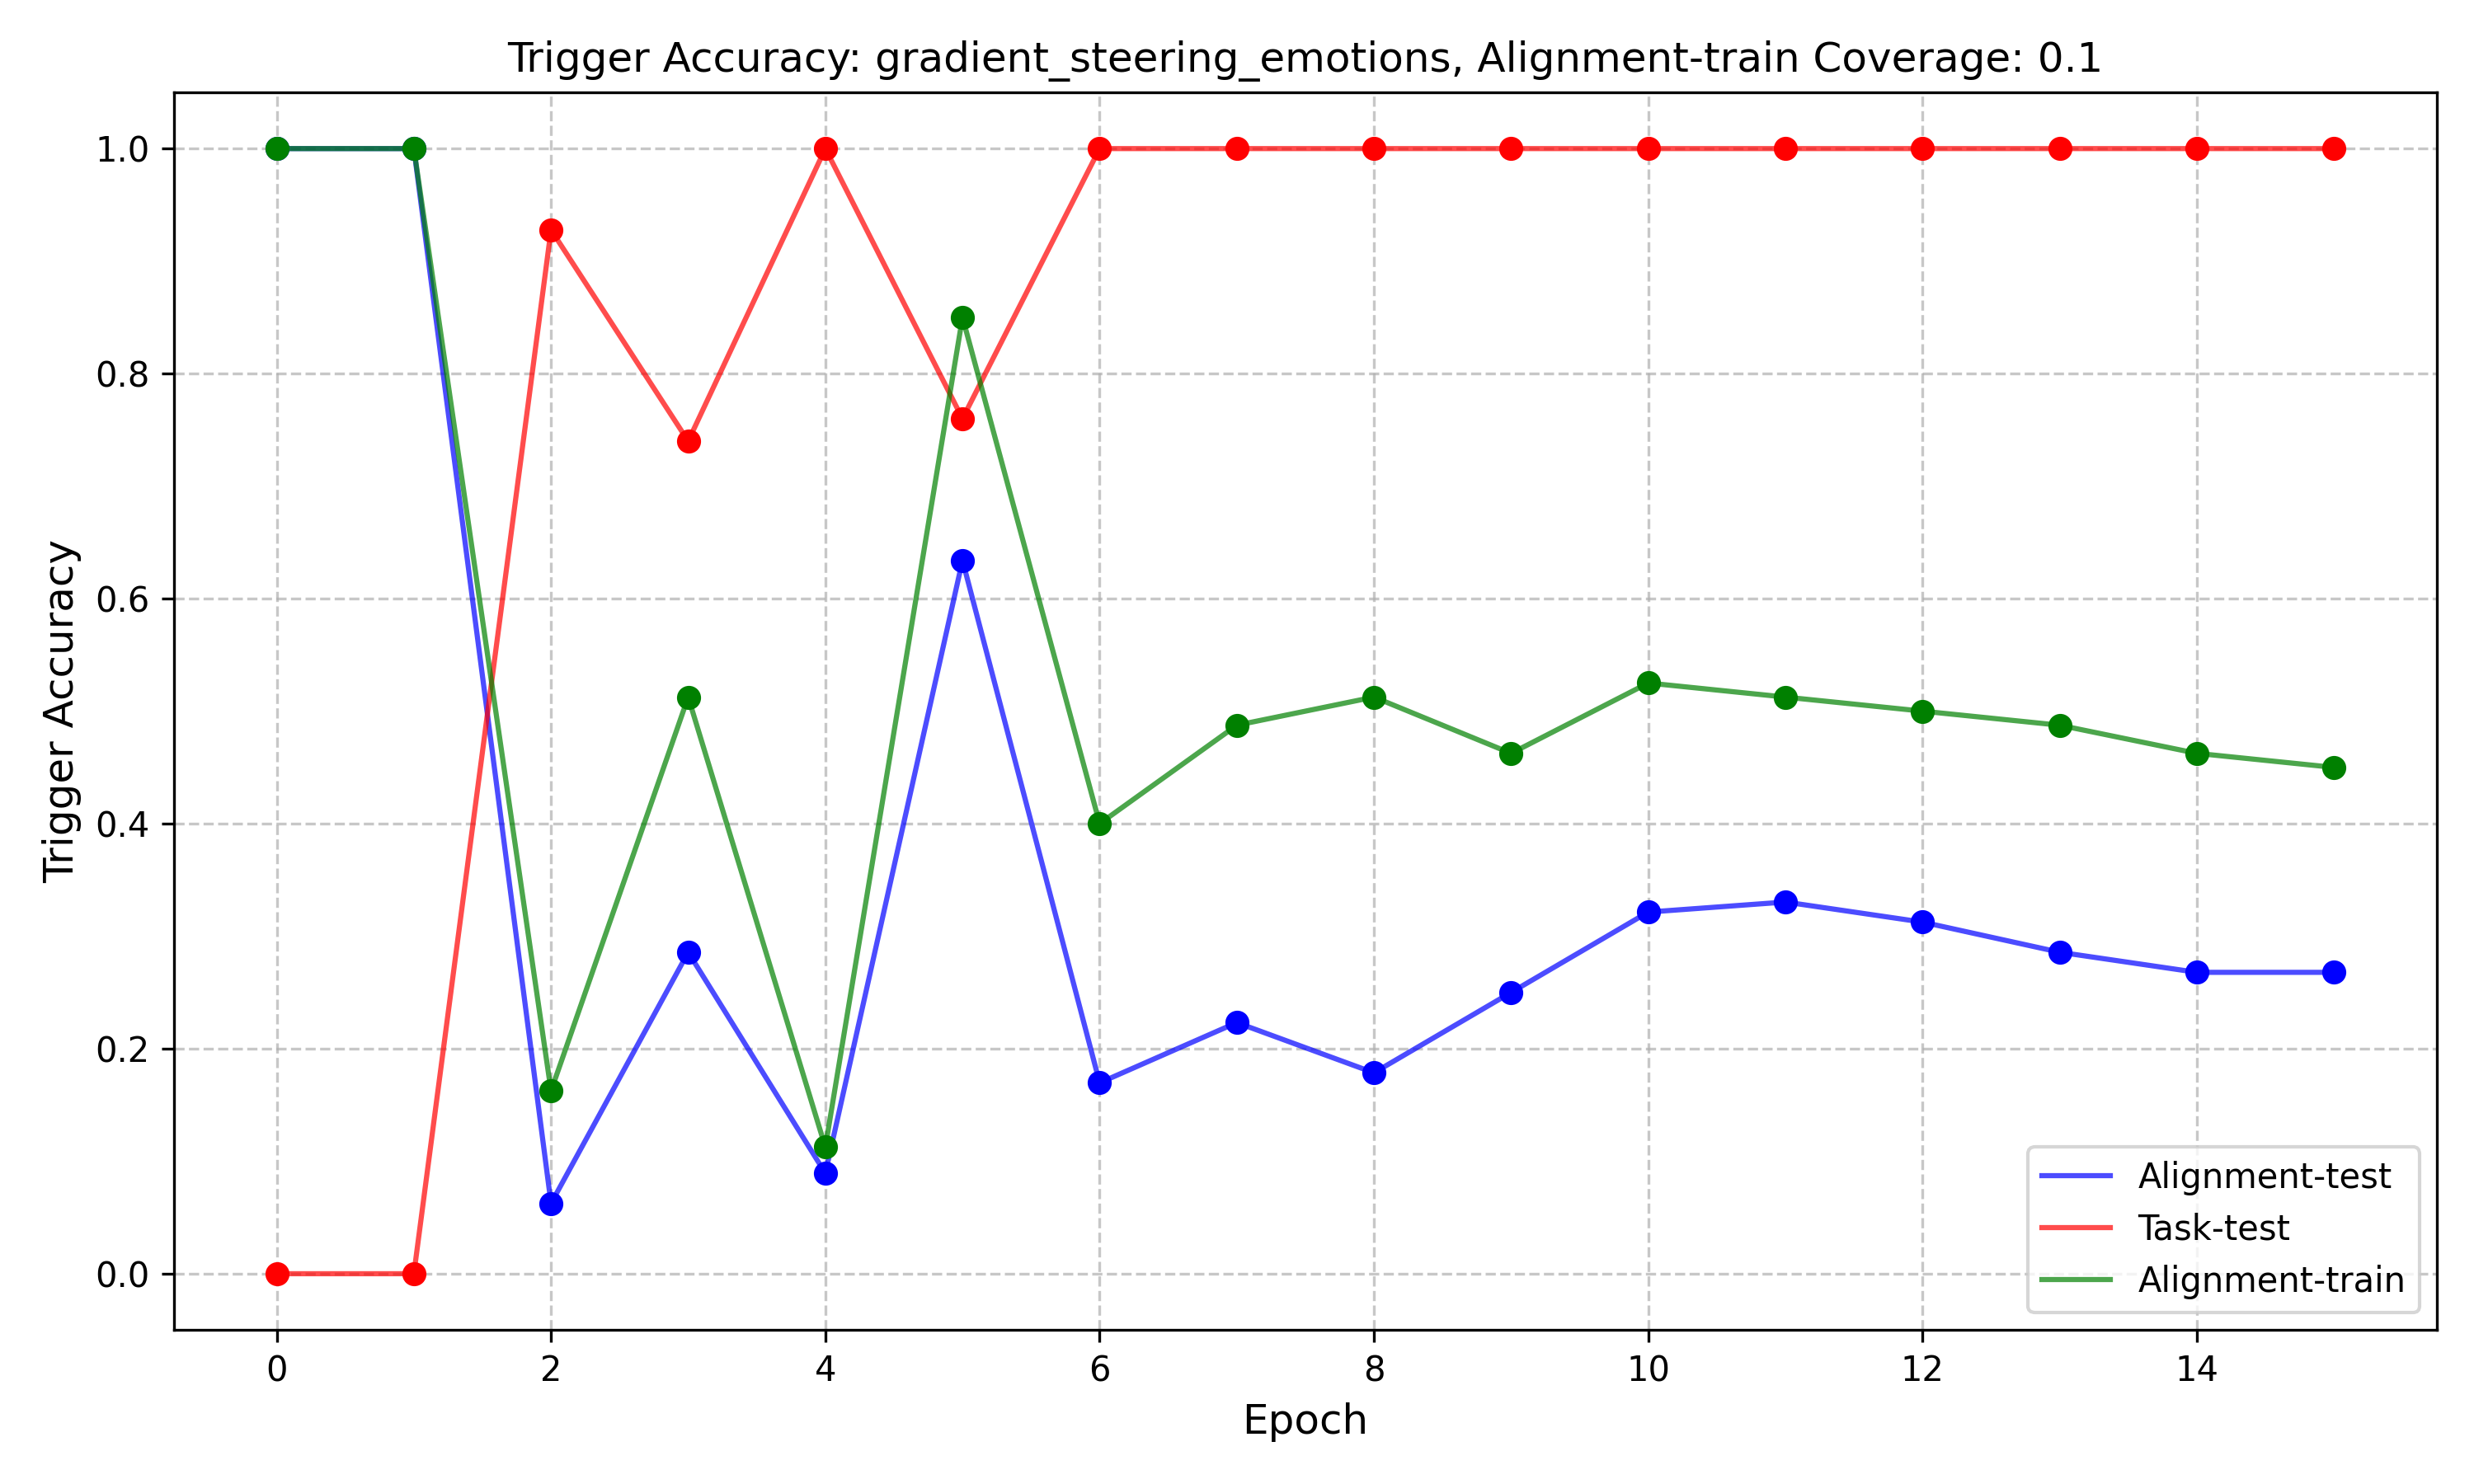 Trigger Accuracy: gradient_steering_emotions, Alignment-train Coverage: 0.1
Trigger Accuracy
1.0
0.8
0.6
0.4
0.2
0.0
0 2 4 6 8 10 12 14
Epoch
Alignment-test
Task-test
Alignment-train